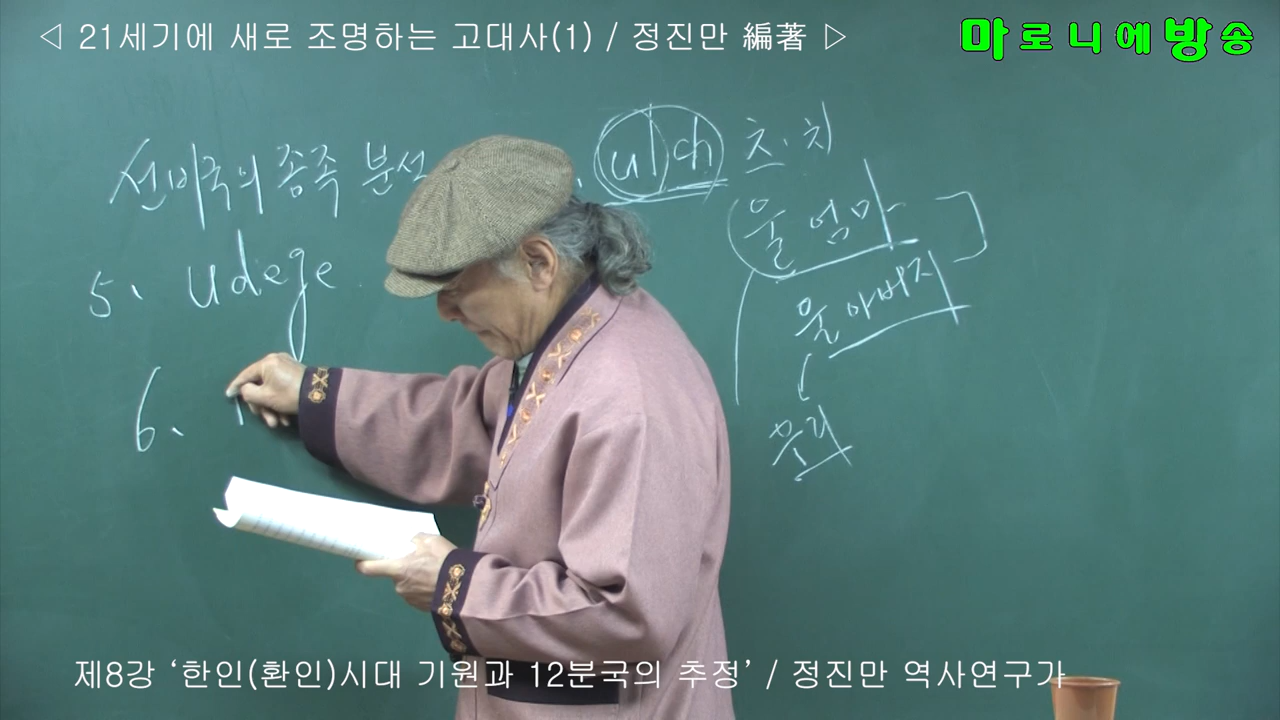 ◁ 21세기에 새로 조명하는 고대사(1) / 정진만 編著 ▷
마로니에방송
선비국의 종족 분석
ulch 츠·치
5. udege
울 엄마
울 아버지
6.
우리
제8강 ‘한인(환인)시대 기원과 12분국의 추정’ / 정진만 역사연구가